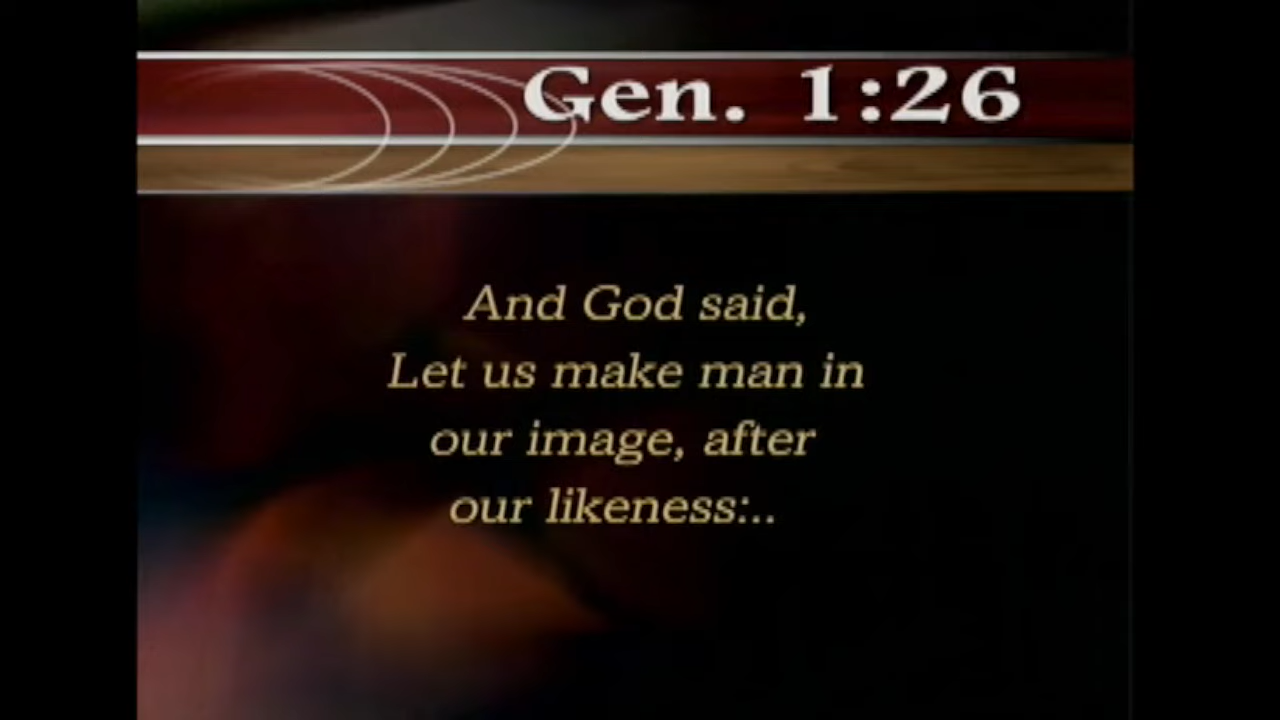 Gen. 1:26
And God said,
Let us make man in
our image, after
our likeness:..